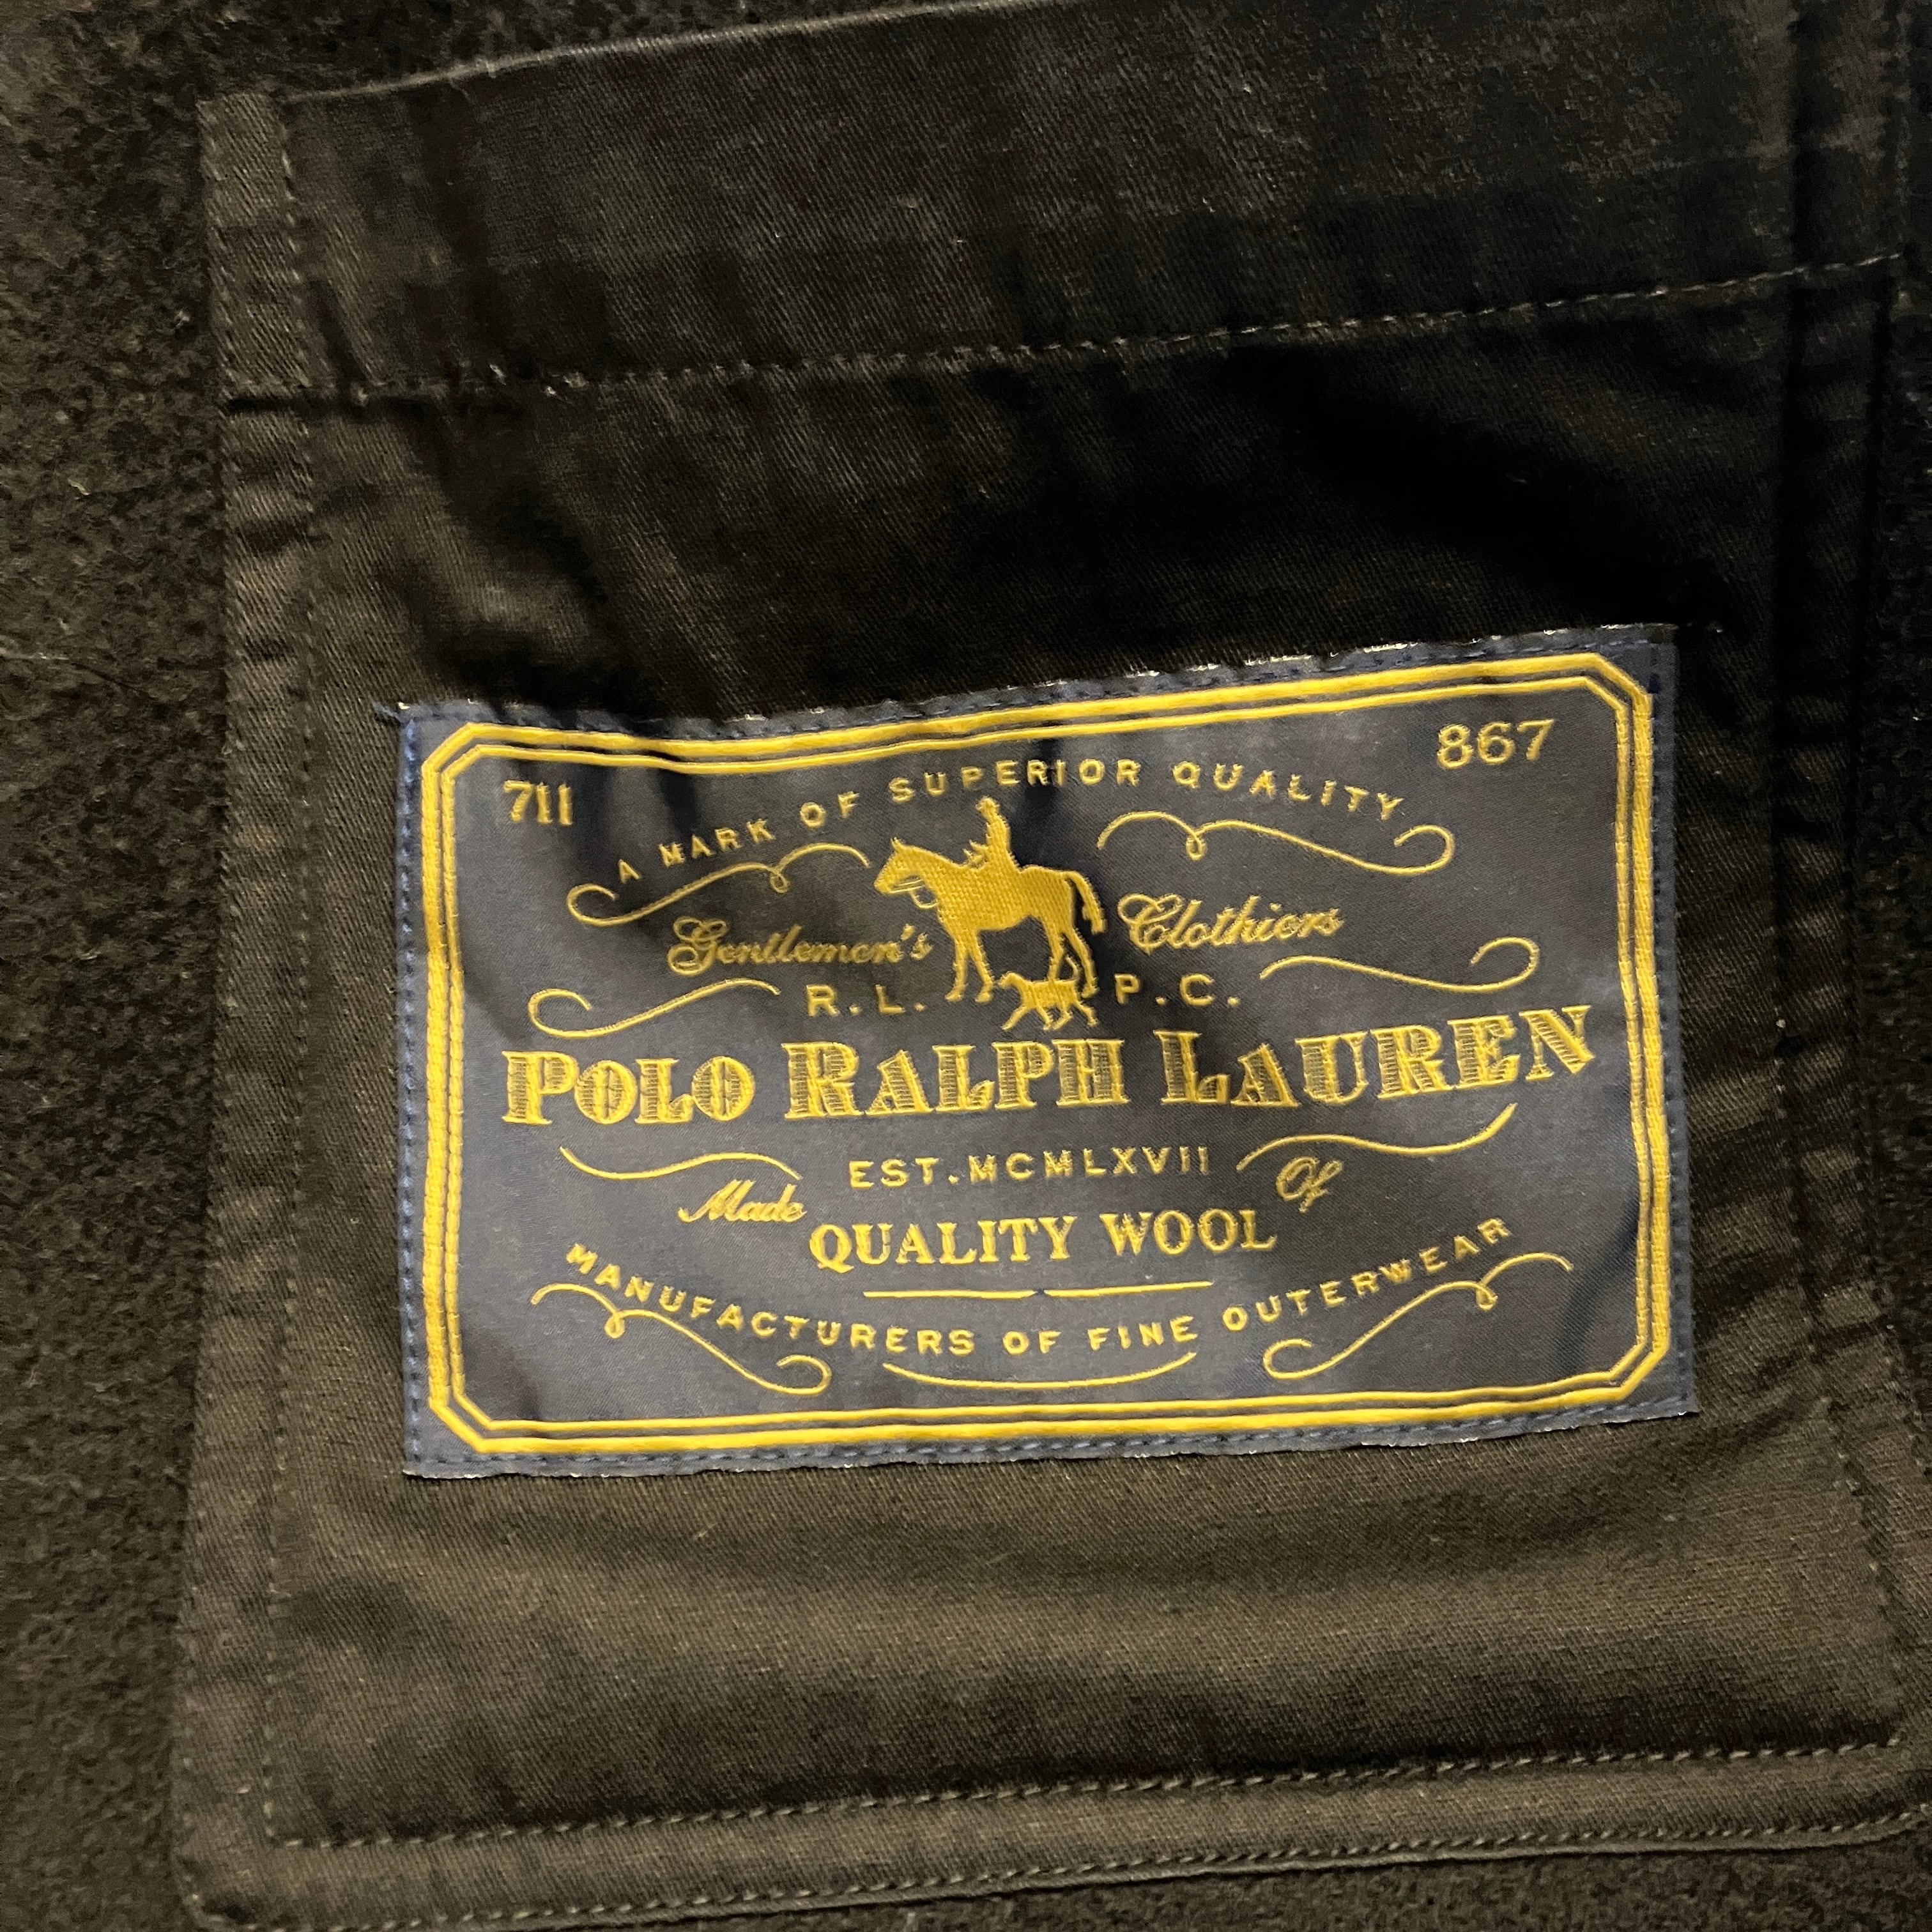 711
867
A MARK OF SUPERIOR QUALITY
Gentlemen's Clothiers
R.L. P.C.
POLO RALPH LAUREN
EST. MCMLXVII
Made Of
QUALITY WOOL
MANUFACTURERS OF FINE OUTERWEAR